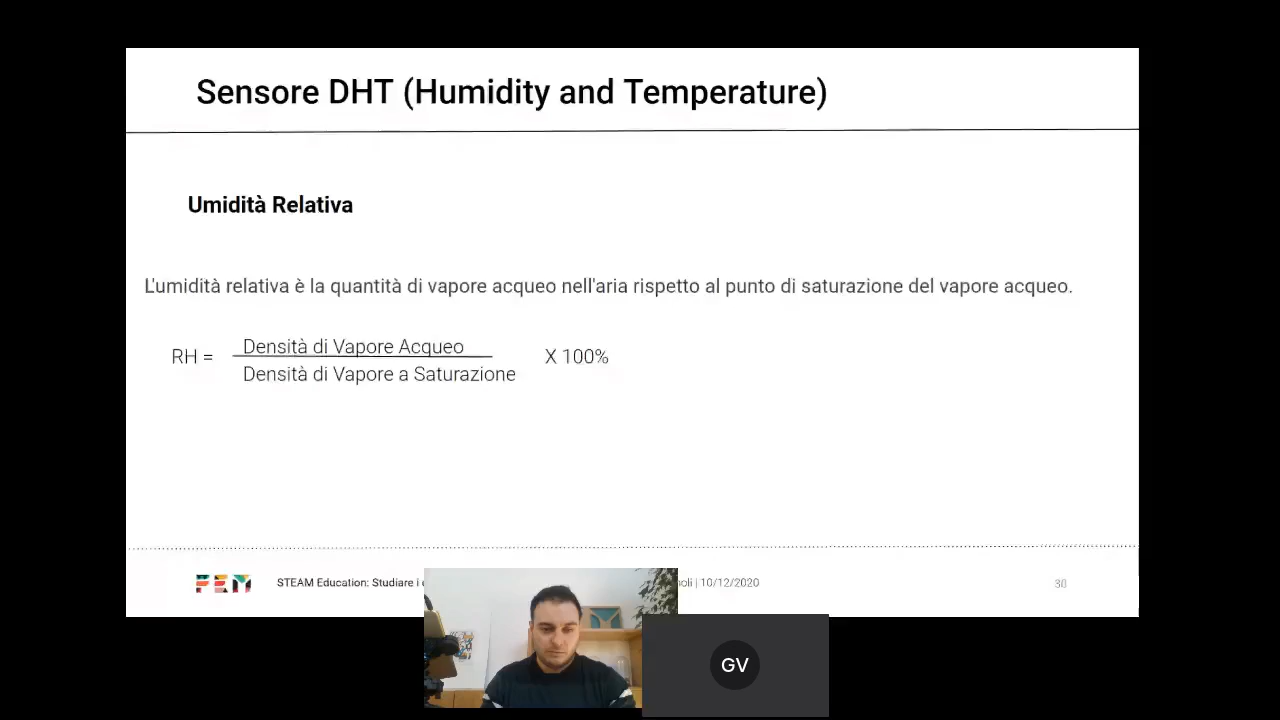 Sensore DHT (Humidity and Temperature)
Umidità Relativa
L'umidità relativa è la quantità di vapore acqueo nell'aria rispetto al punto di saturazione del vapore acqueo.
RH = Densità di Vapore Acqueo X 100%
Densità di Vapore a Saturazione
FEM STEAM Education: Studiare i | 10/12/2020 30
GV